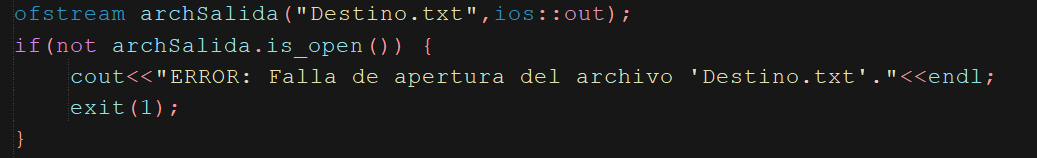 ofstream archSalida("Destino.txt",ios::out);
if(not archSalida.is_open()) {
    cout<<"ERROR: Falla de apertura del archivo 'Destino.txt'."<<endl;
    exit(1);
}